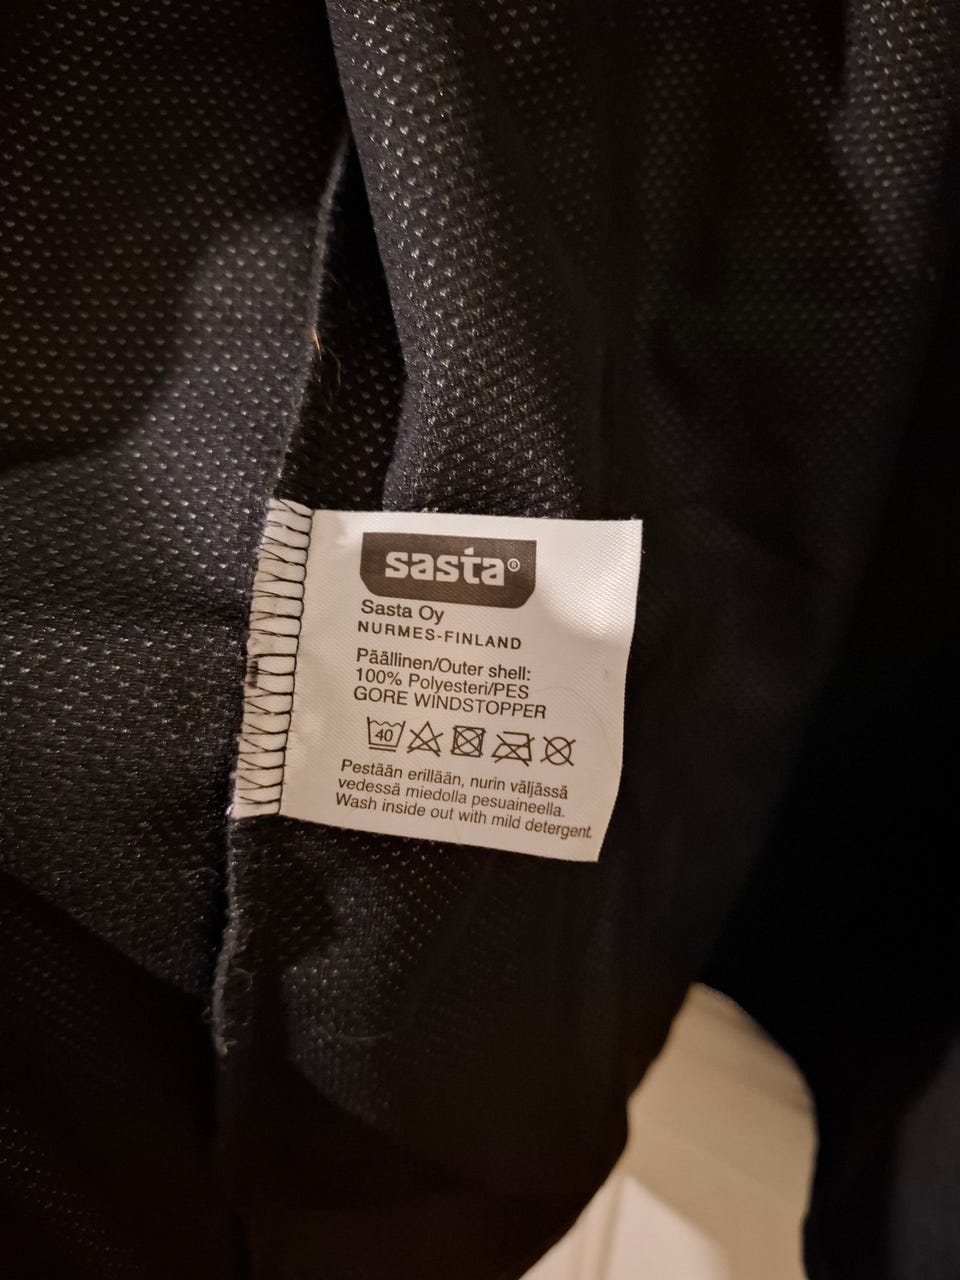 sasta®
Sasta Oy
NURMES-FINLAND
Päällinen/Outer shell:
100% Polyesteri/PES
GORE WINDSTOPPER
40
Pestään erillään, nurin väljässä
vedessä miedolla pesuaineella.
Wash inside out with mild detergent.